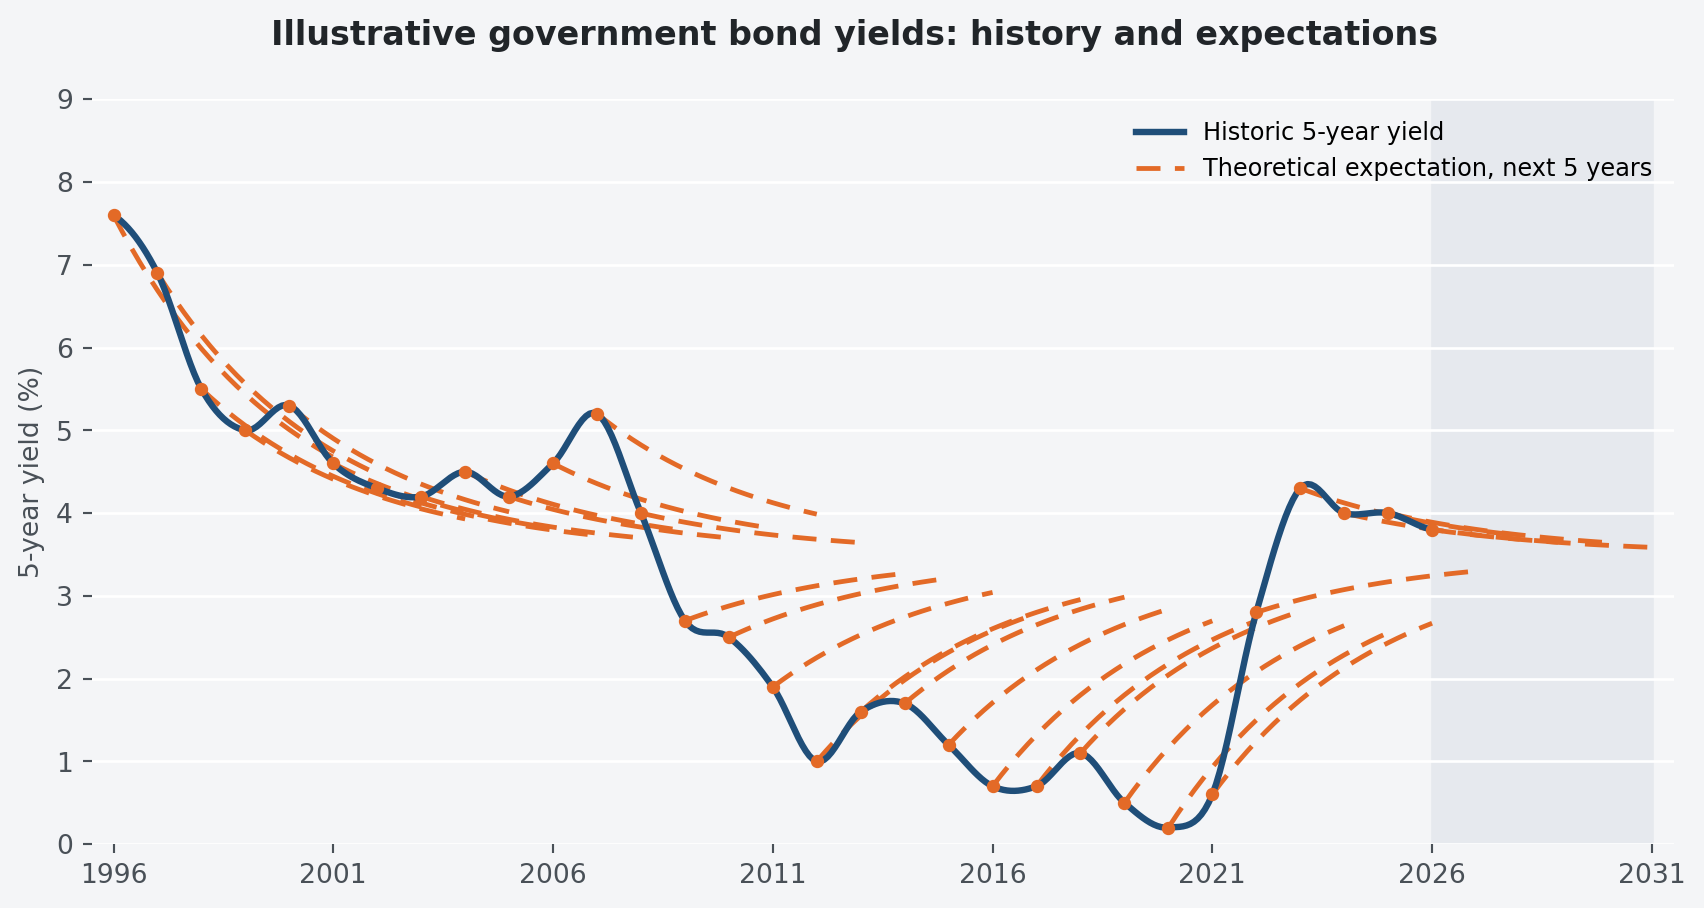 Illustrative government bond yields: history and expectations
Historic 5-year yield
Theoretical expectation, next 5 years
5-year yield (%)
9
8
7
6
5
4
3
2
1
0
1996 2001 2006 2011 2016 2021 2026 2031